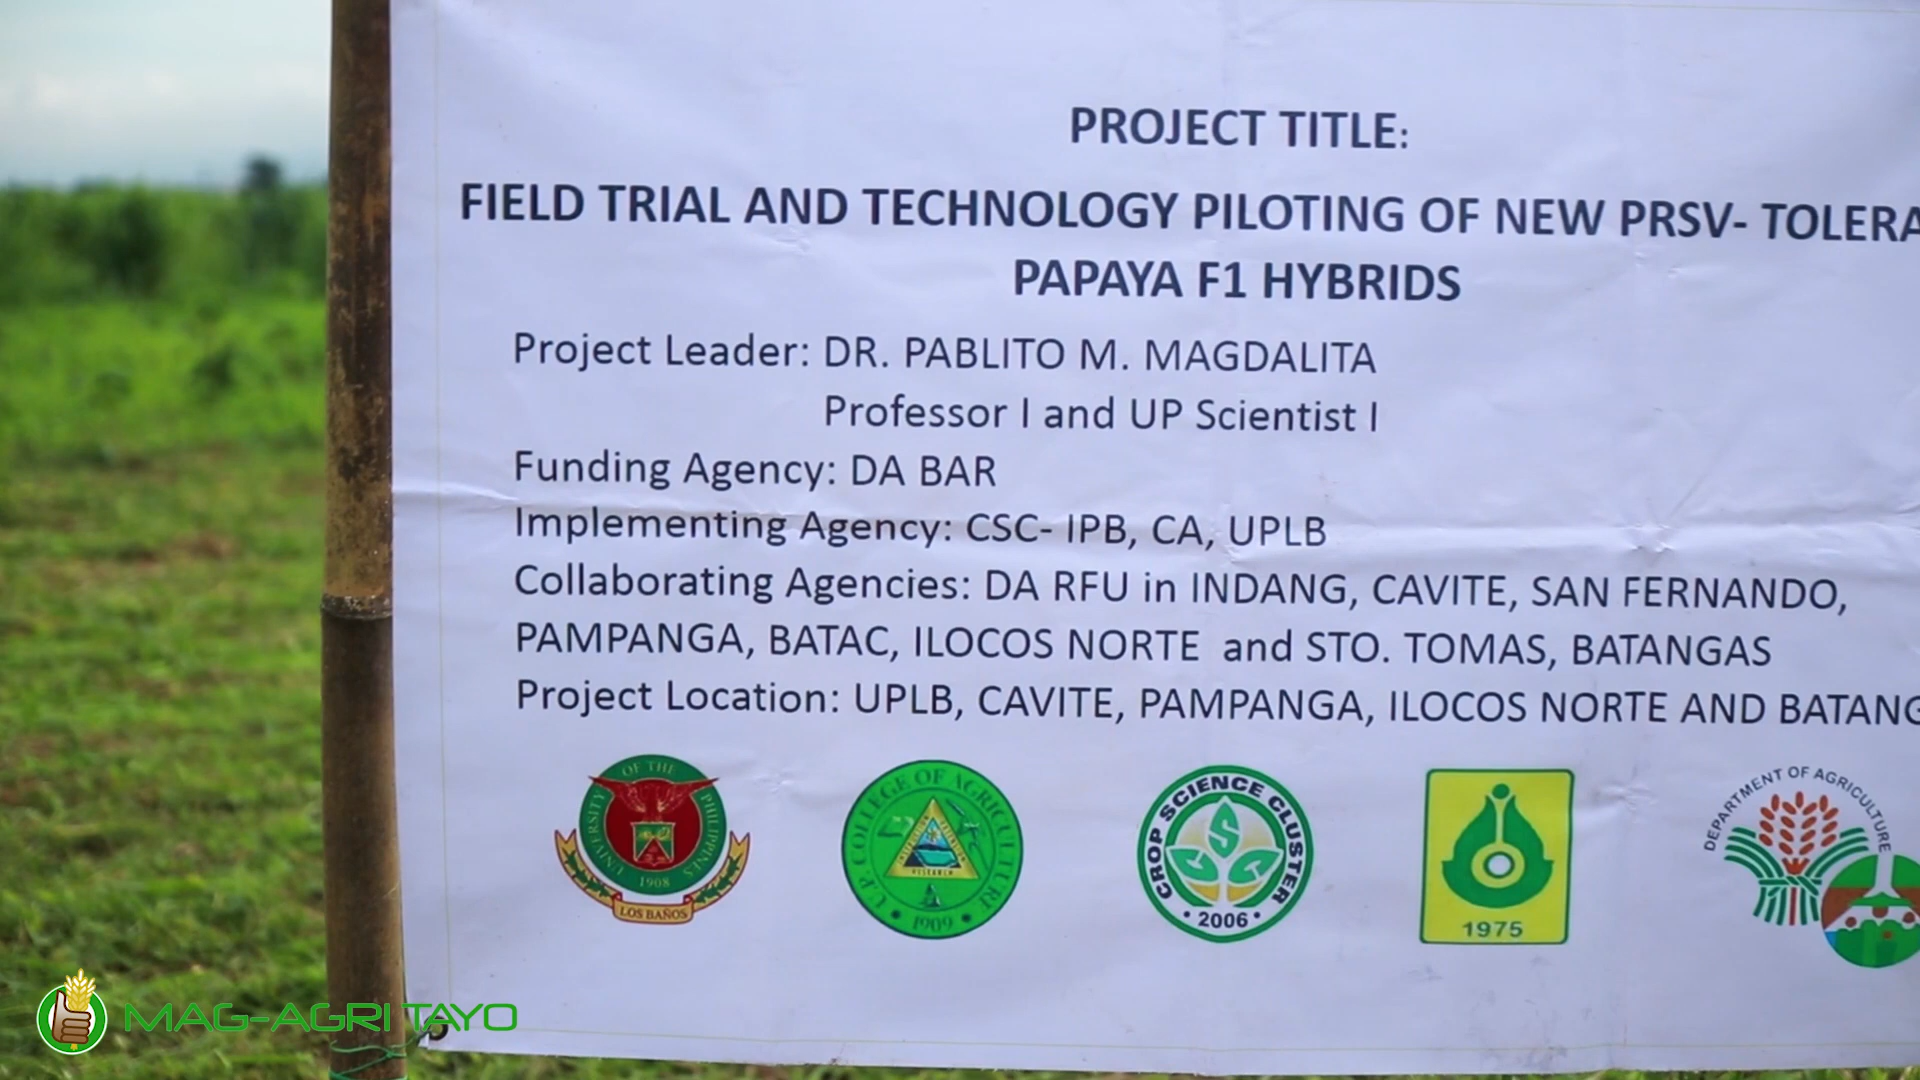 PROJECT TITLE:
FIELD TRIAL AND TECHNOLOGY PILOTING OF NEW PRSV- TOLERA
PAPAYA F1 HYBRIDS
Project Leader: DR. PABLITO M. MAGDALITA
Professor I and UP Scientist I
Funding Agency: DA BAR
Implementing Agency: CSC- IPB, CA, UPLB
Collaborating Agencies: DA RFU in INDANG, CAVITE, SAN FERNANDO,
PAMPANGA, BATAC, ILOCOS NORTE and STO. TOMAS, BATANGAS
Project Location: UPLB, CAVITE, PAMPANGA, ILOCOS NORTE AND BATANG
UNIVERSITY OF THE PHILIPPINES
1908
LOS BAÑOS
U.P. COLLEGE OF AGRICULTURE
RESEARCH
1909
CROP SCIENCE CLUSTER
CSC
• 2006 •
1975
DEPARTMENT OF AGRICULTURE
MAG-AGRI TAYO